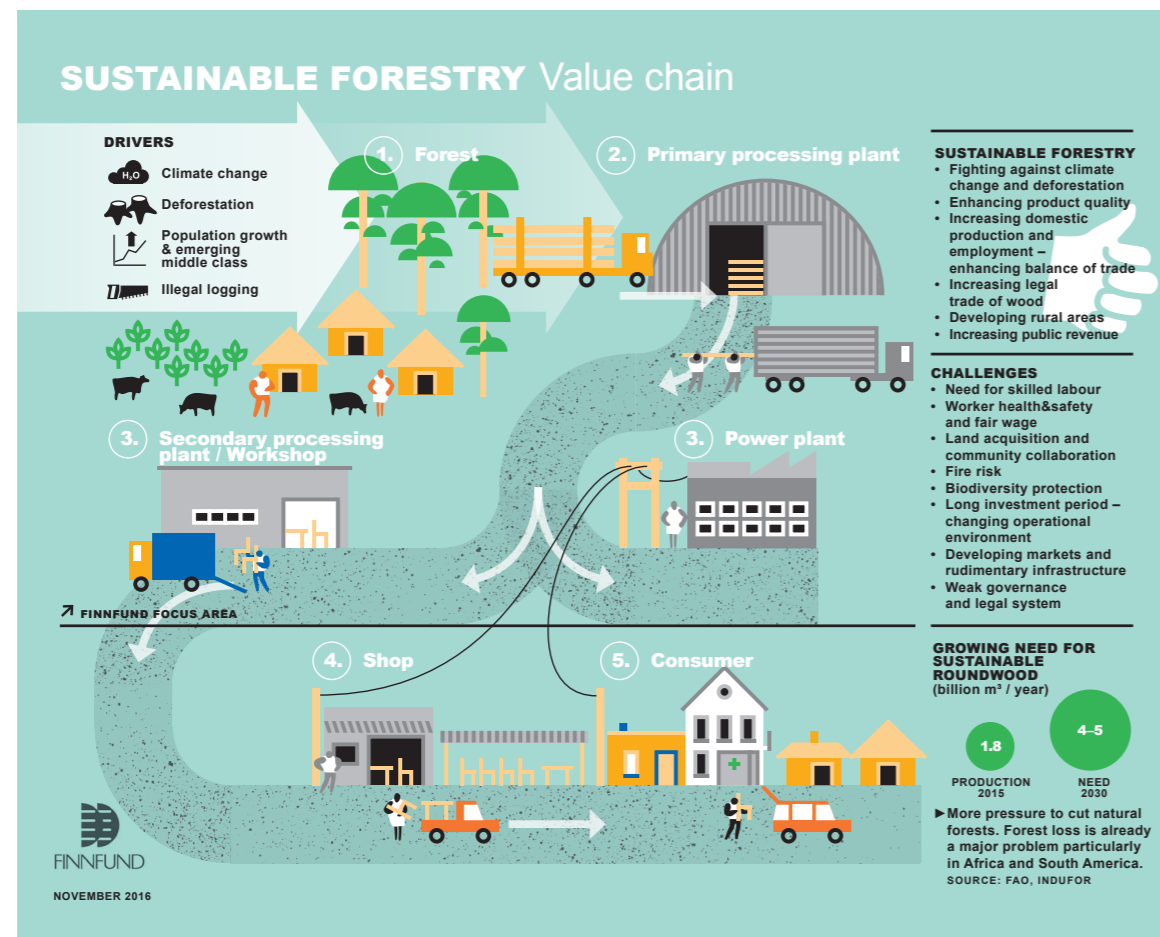 SUSTAINABLE FORESTRY Value chain
DRIVERS
H₂O
Climate change
Deforestation
Population growth
& emerging
middle class
Illegal logging
1. Forest
2. Primary processing plant
3. Secondary processing
plant / Workshop
3. Power plant
↗ FINNFUND FOCUS AREA
4. Shop
5. Consumer
SUSTAINABLE FORESTRY
• Fighting against climate
change and deforestation
• Enhancing product quality
• Increasing domestic
production and
employment –
enhancing balance of trade
• Increasing legal
trade of wood
• Developing rural areas
• Increasing public revenue
CHALLENGES
• Need for skilled labour
• Worker health&safety
and fair wage
• Land acquisition and
community collaboration
• Fire risk
• Biodiversity protection
• Long investment period –
changing operational
environment
• Developing markets and
rudimentary infrastructure
• Weak governance
and legal system
GROWING NEED FOR
SUSTAINABLE
ROUNDWOOD
(billion m³ / year)
1.8
4–5
PRODUCTION
2015
NEED
2030
►More pressure to cut natural
forests. Forest loss is already
a major problem particularly
in Africa and South America.
SOURCE: FAO, INDUFOR
FINNFUND
NOVEMBER 2016